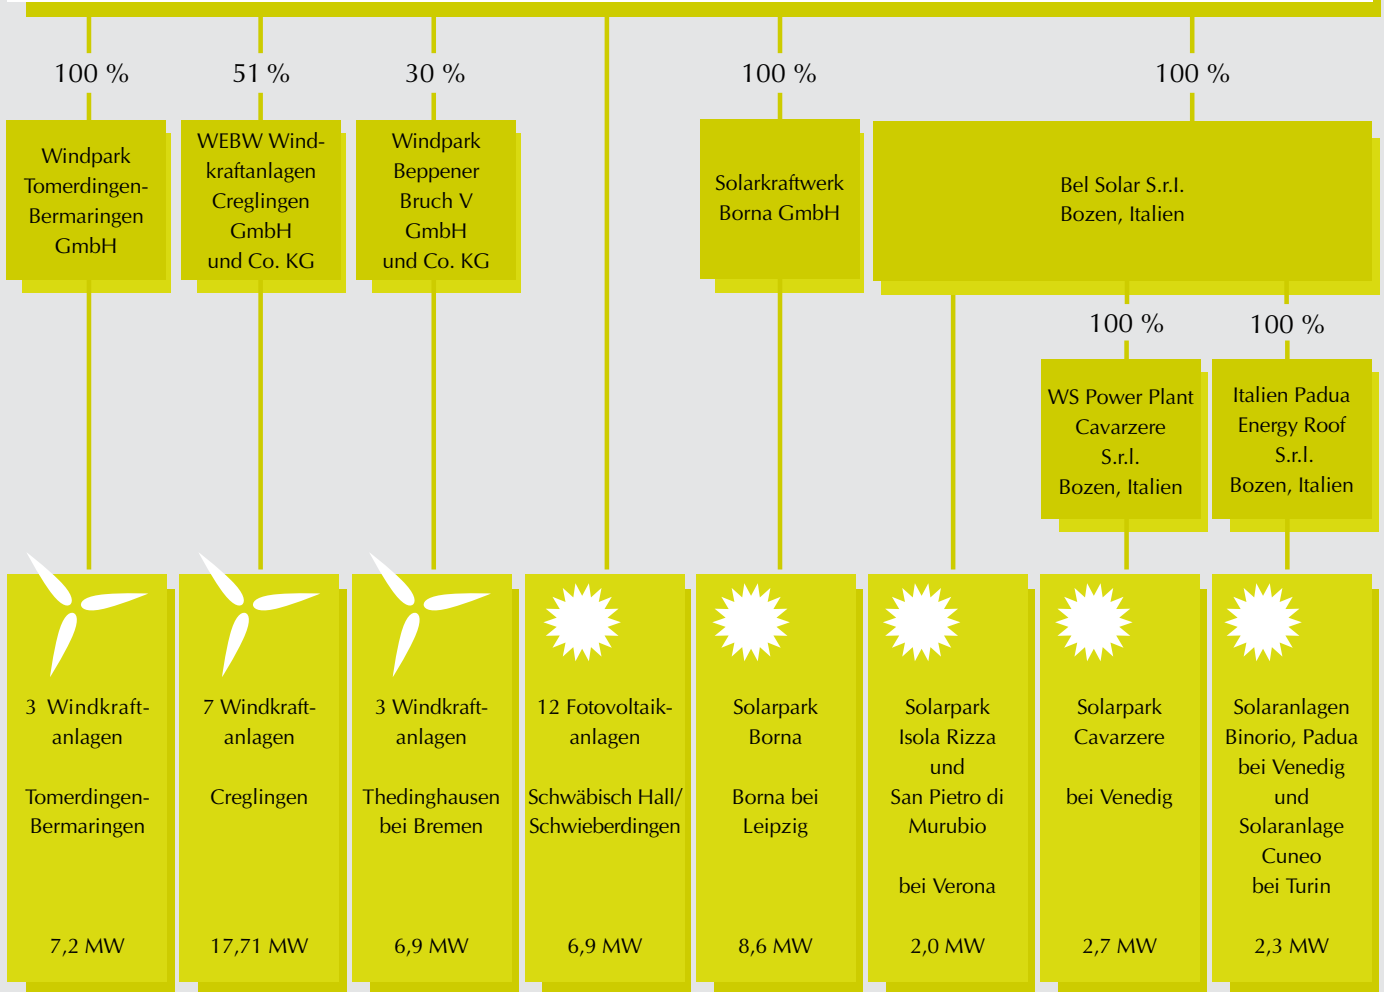 100 %
51 %
30 %
100 %
100 %
Windpark
Tomerdingen-
Bermaringen
GmbH
WEBW Wind-
kraftanlagen
Creglingen
GmbH
und Co. KG
Windpark
Beppener
Bruch V
GmbH
und Co. KG
Solarkraftwerk
Borna GmbH
Bel Solar S.r.I.
Bozen, Italien
100 %
100 %
WS Power Plant
Cavarzere
S.r.l.
Bozen, Italien
Italien Padua
Energy Roof
S.r.l.
Bozen, Italien
3 Windkraft-
anlagen
Tomerdingen-
Bermaringen
7,2 MW
7 Windkraft-
anlagen
Creglingen
17,71 MW
3 Windkraft-
anlagen
Thedinghausen
bei Bremen
6,9 MW
12 Fotovoltaik-
anlagen
Schwäbisch Hall/
Schwieberdingen
6,9 MW
Solarpark
Borna
Borna bei
Leipzig
8,6 MW
Solarpark
Isola Rizza
und
San Pietro di
Murubio
bei Verona
2,0 MW
Solarpark
Cavarzere
bei Venedig
2,7 MW
Solaranlagen
Binorio, Padua
bei Venedig
und
Solaranlage
Cuneo
bei Turin
2,3 MW